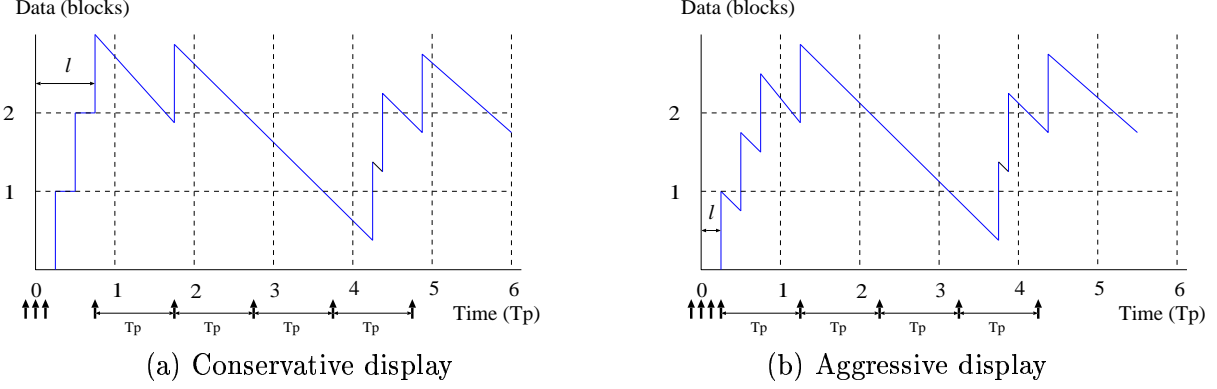 Data (blocks)
l
2
1
0 1 2 3 4 5 6
Time (Tp)
Tp Tp Tp Tp
(a) Conservative display
Data (blocks)
2
1
l
0 1 2 3 4 5 6
Time (Tp)
Tp Tp Tp Tp
(b) Aggressive display